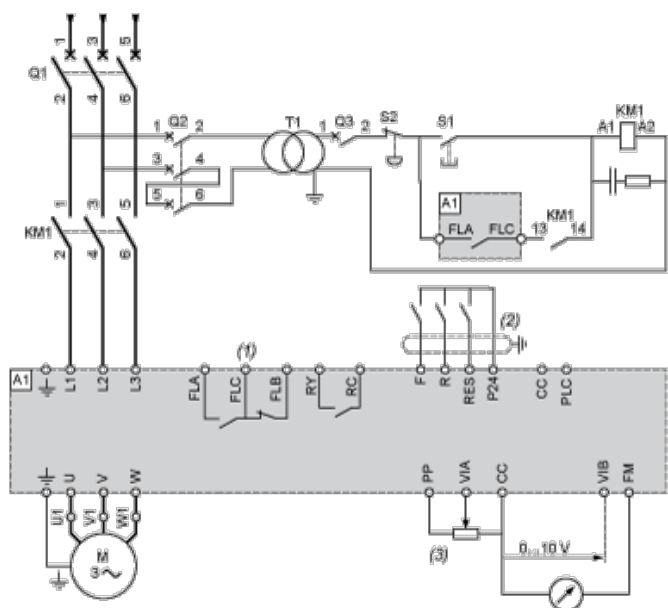 1 3 5
Q1
2 4 6
1 Q2 2
3 4
5 6
T1
1 Q3 2
S2
S1
KM1
A1 A2
A1
FLA FLC
13 KM1 14
1 3 5
KM1
2 4 6
(1)
(2)
A1
L1 L2 L3
FLA FLC FLB RY RC
F R RES P24
CC PLC
U V W
U1 V1 W1
M
3
PP VIA CC VIB FM
(3)
0...10 V